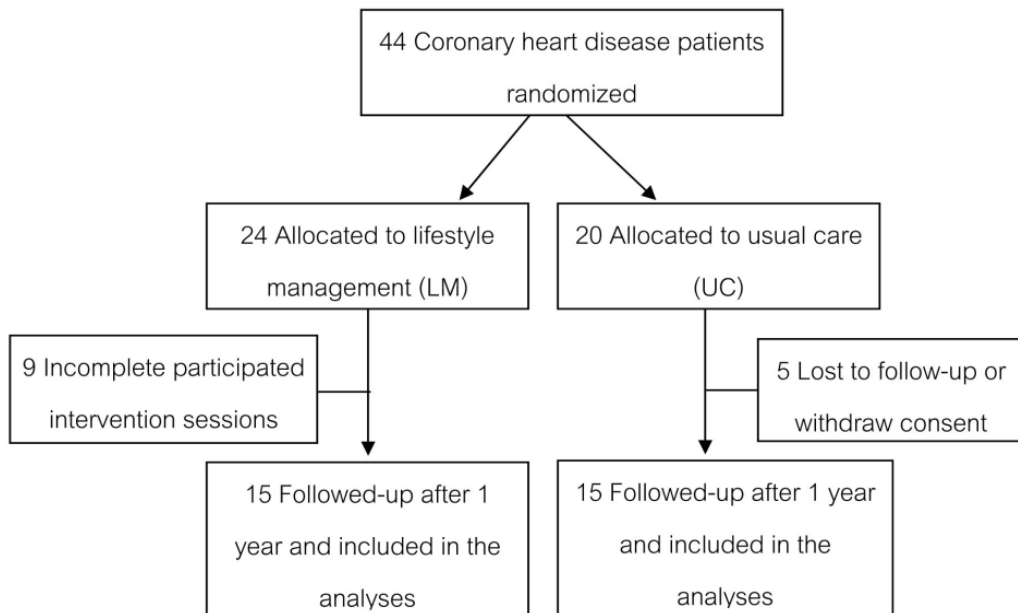 44 Coronary heart disease patients
randomized
24 Allocated to lifestyle
management (LM)
20 Allocated to usual care
(UC)
9 Incomplete participated
intervention sessions
5 Lost to follow-up or
withdraw consent
15 Followed-up after 1
year and included in the
analyses
15 Followed-up after 1 year
and included in the
analyses